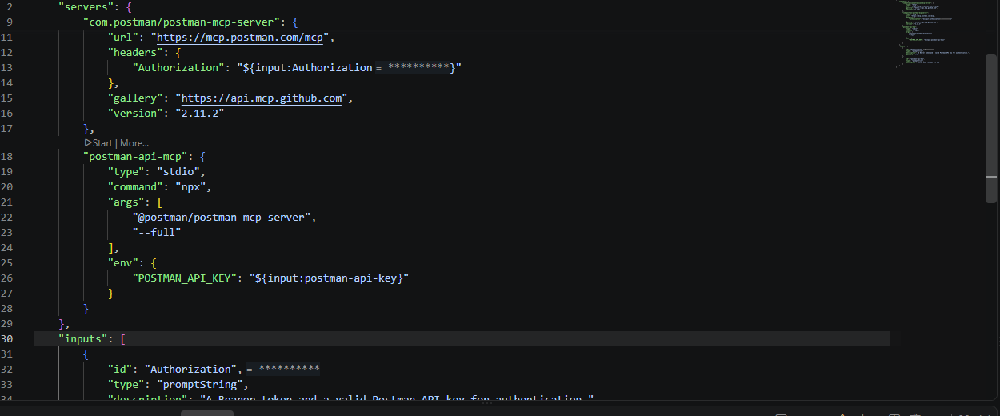 2 "servers": {
9 "com.postman/postman-mcp-server": {
11 "url": "https://mcp.postman.com/mcp",
12 "headers": {
13 "Authorization": "${input:Authorization = **********}"
14 },
15 "gallery": "https://api.mcp.github.com",
16 "version": "2.11.2"
17 },
Start | More...
18 "postman-api-mcp": {
19 "type": "stdio",
20 "command": "npx",
21 "args": [
22 "@postman/postman-mcp-server",
23 "--full"
24 ],
25 "env": {
26 "POSTMAN_API_KEY": "${input:postman-api-key}"
27 }
28 }
29 },
30 "inputs": [
31 {
32 "id": "Authorization", = **********
33 "type": "promptString",
34 "description": "A Bearer token and a valid Postman API key for authentication."